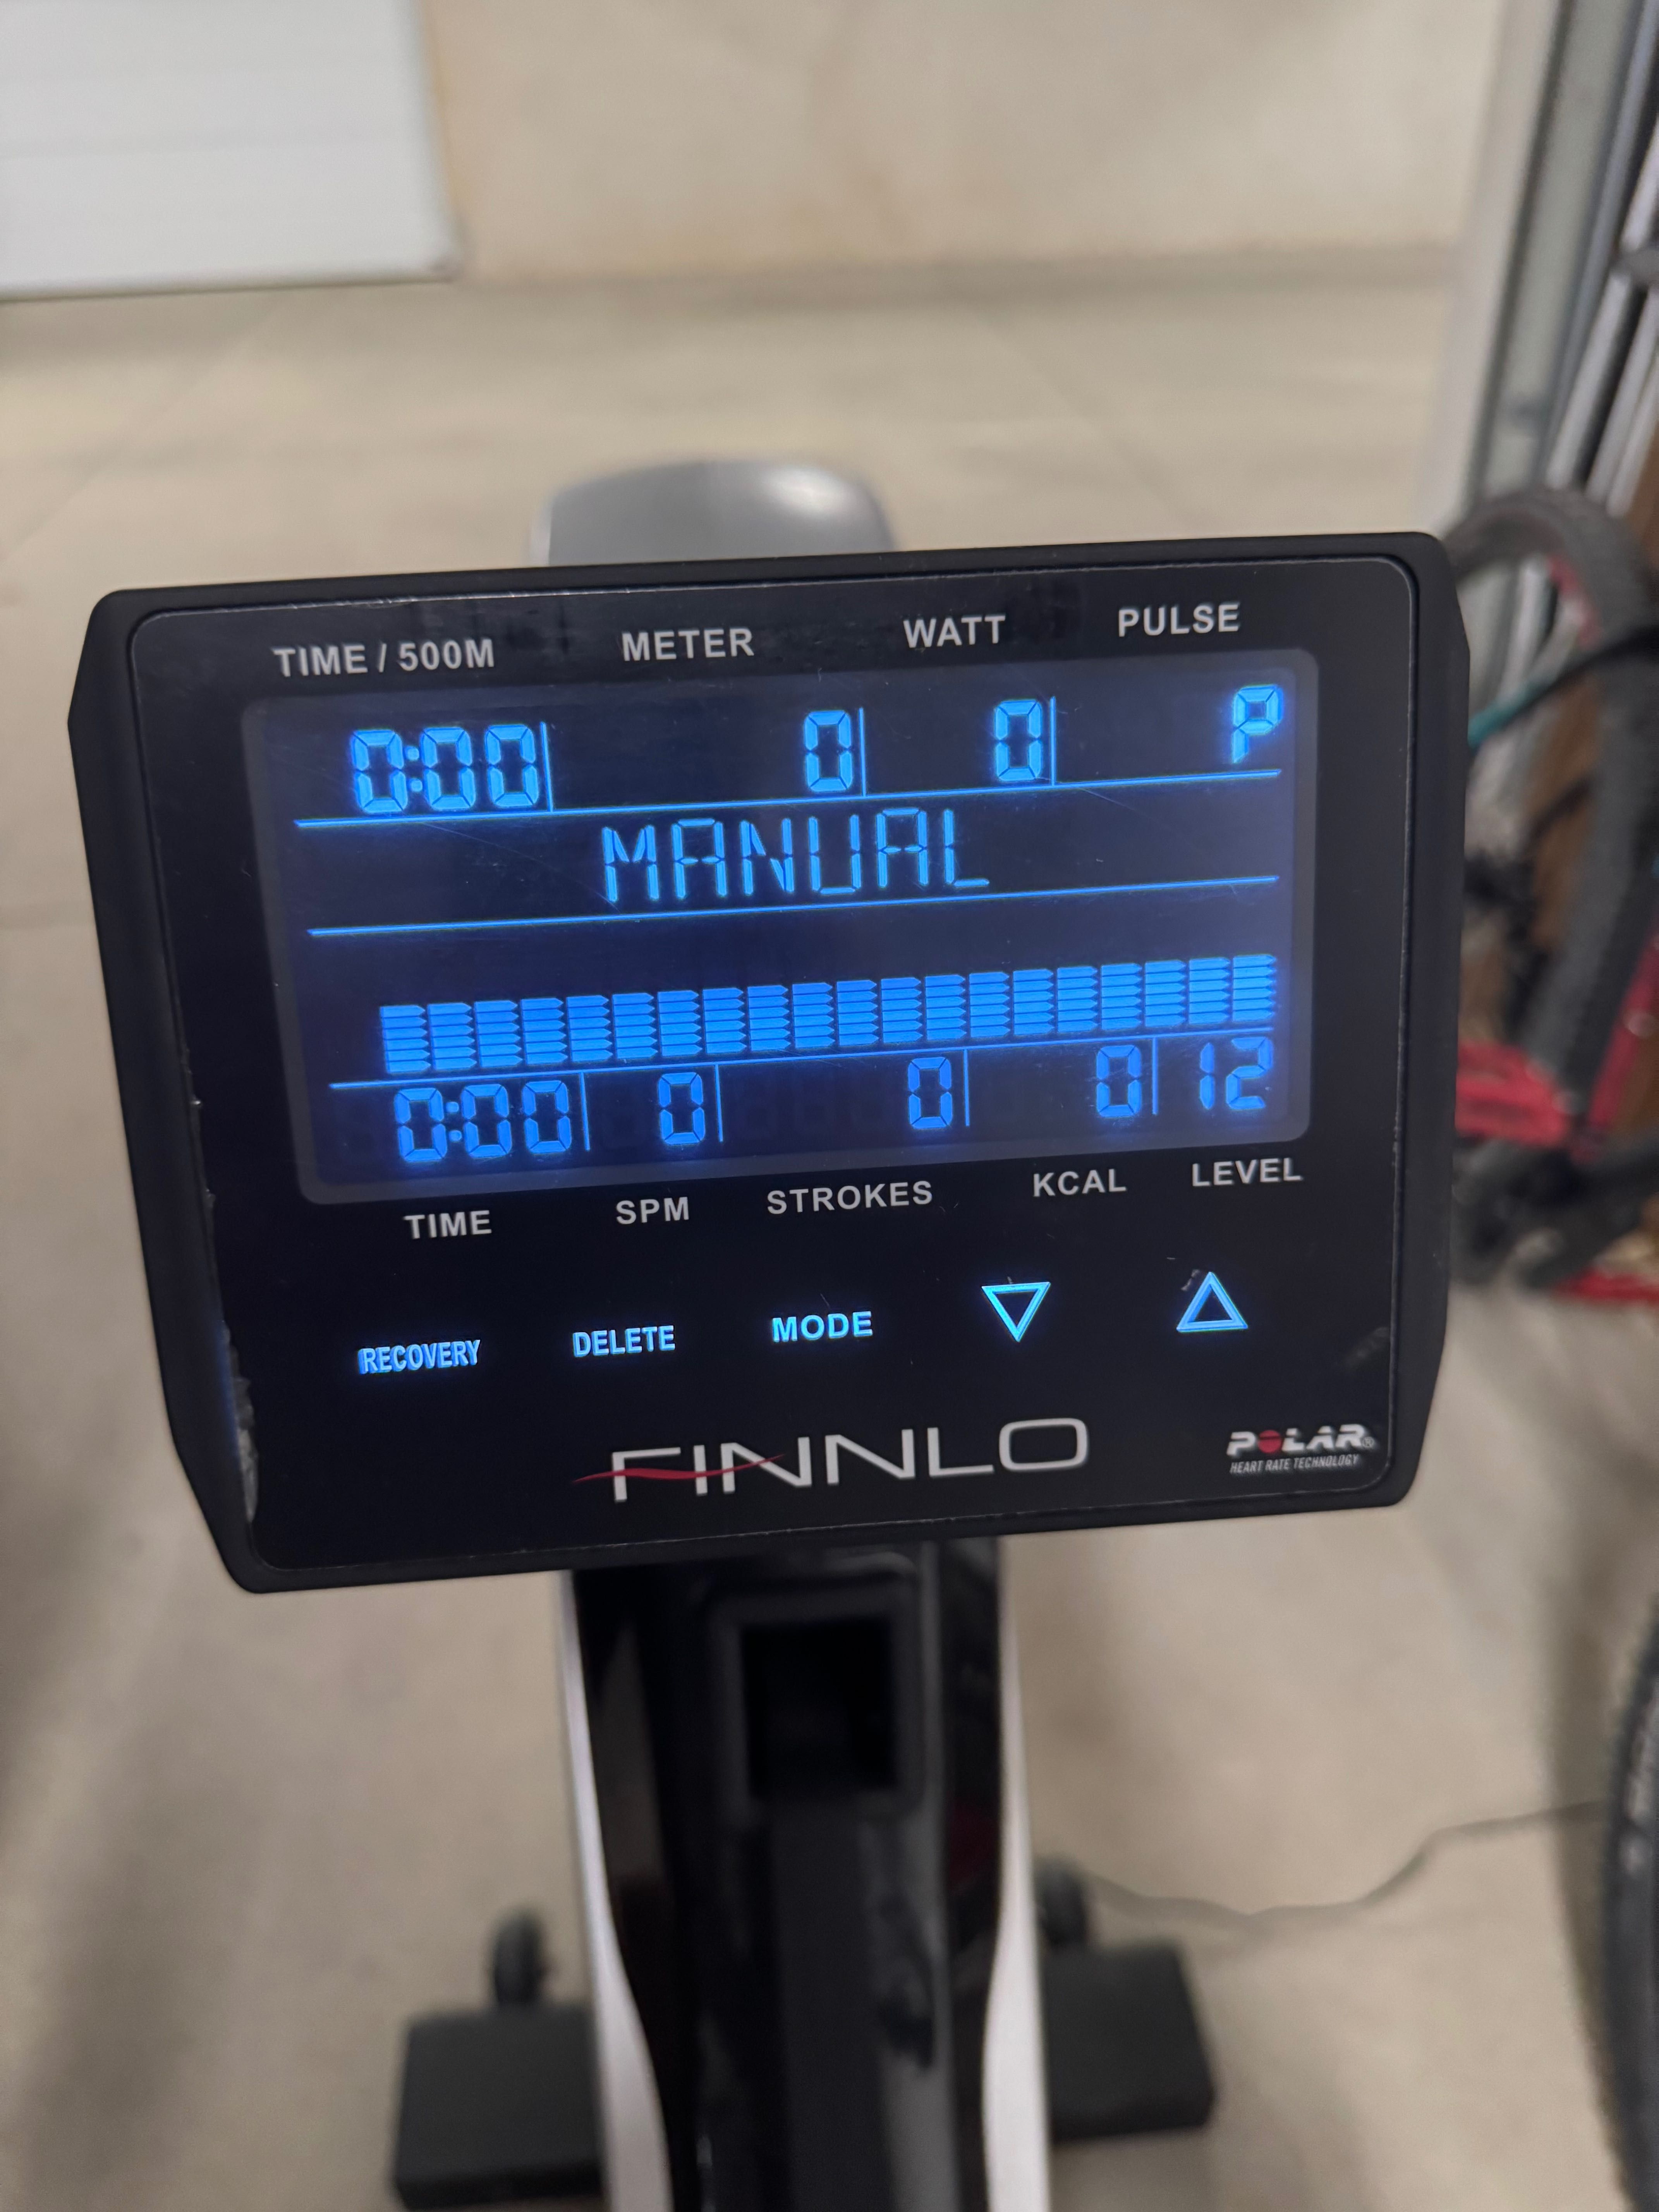 TIME / 500M METER WATT PULSE
0:00 0 0 P
MANUAL
0:00 0 0 0 12
TIME SPM STROKES KCAL LEVEL
RECOVERY DELETE MODE
FINNLO
POLAR®
HEART RATE TECHNOLOGY